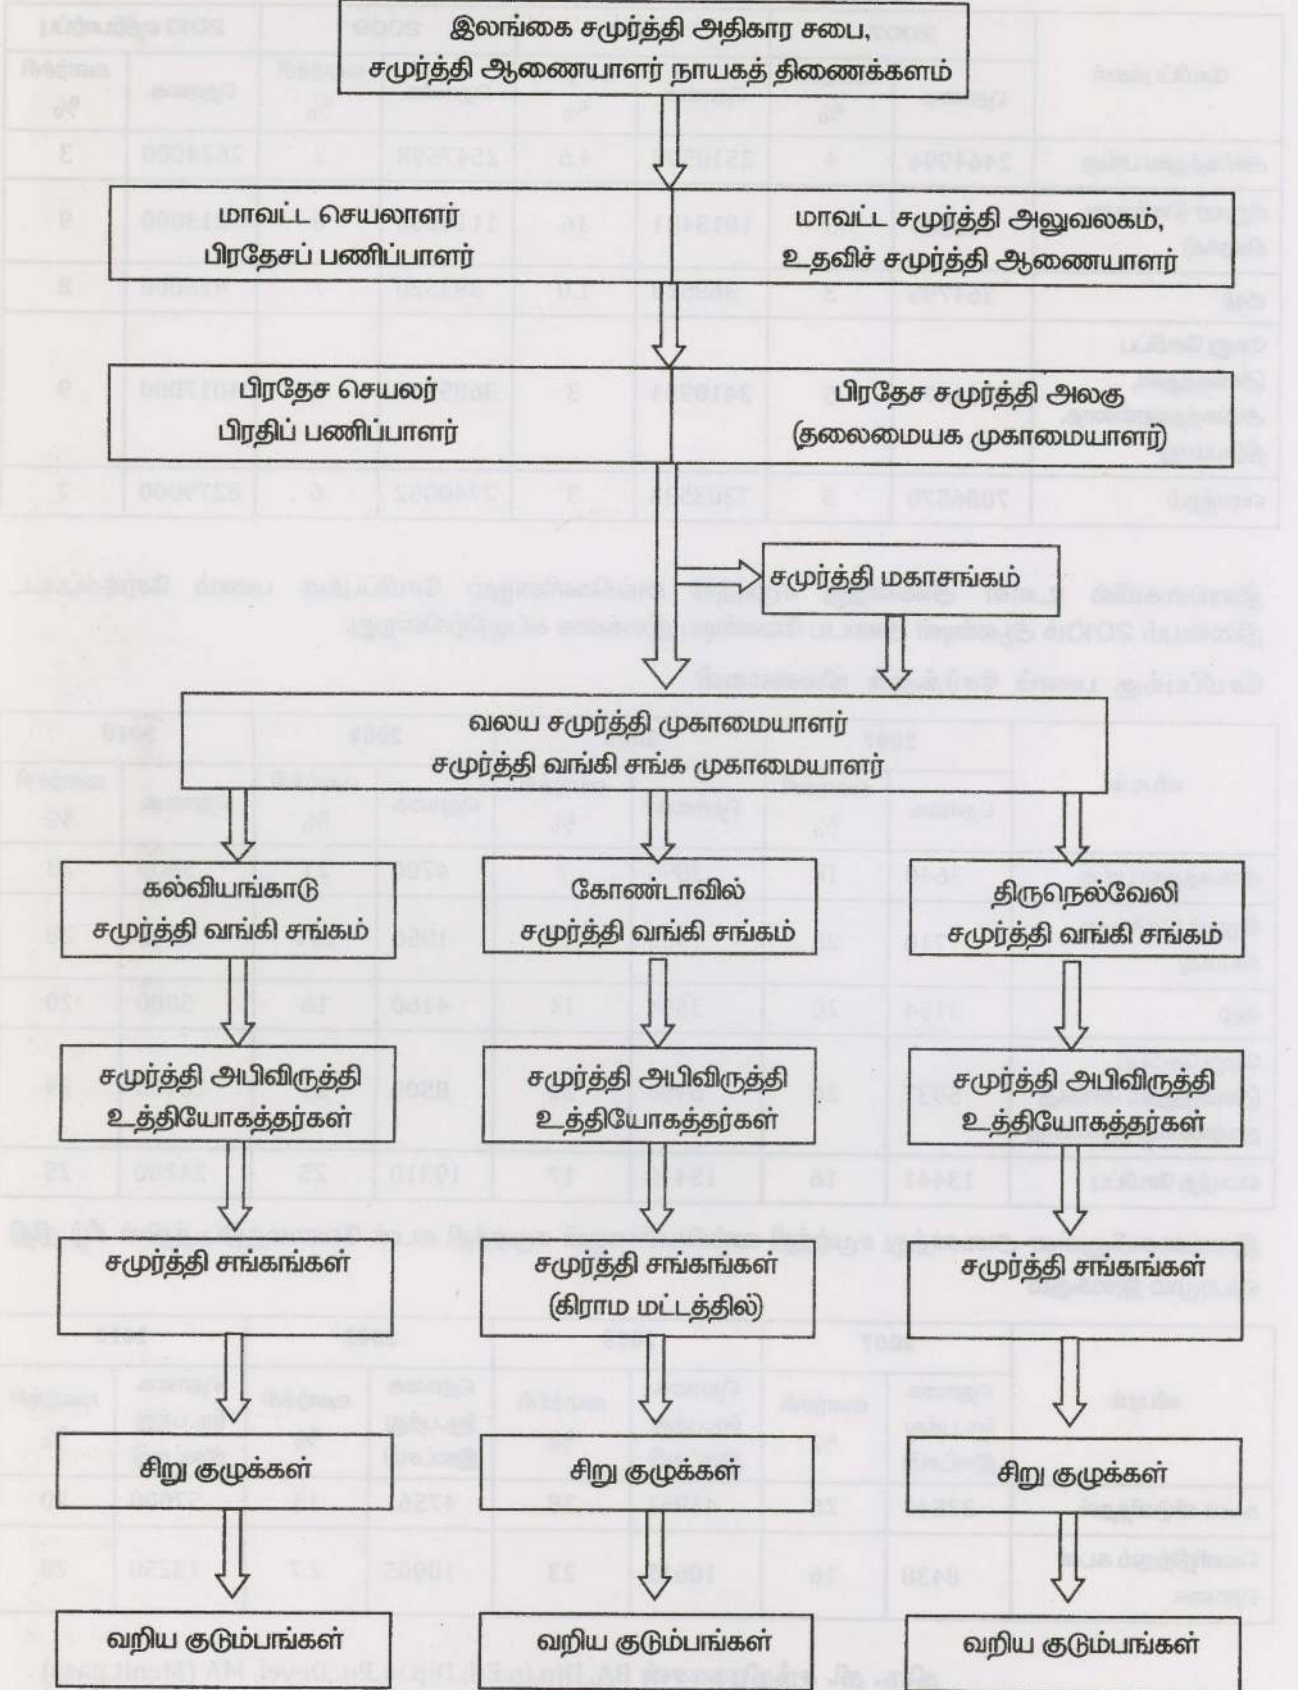 இலங்கை சமுர்த்தி அதிகார சபை,
சமுர்த்தி ஆணையாளர் நாயகத் திணைக்களம்
மாவட்ட செயலாளர்
பிரதேசப் பணிப்பாளர்
மாவட்ட சமுர்த்தி அலுவலகம்,
உதவிச் சமுர்த்தி ஆணையாளர்
பிரதேச செயலர்
பிரதிப் பணிப்பாளர்
பிரதேச சமுர்த்தி அலகு
(தலைமையக முகாமையாளர்)
சமுர்த்தி மகாசங்கம்
வலய சமுர்த்தி முகாமையாளர்
சமுர்த்தி வங்கி சங்க முகாமையாளர்
கல்வியங்காடு
சமுர்த்தி வங்கி சங்கம்
கோண்டாவில்
சமுர்த்தி வங்கி சங்கம்
திருநெல்வேலி
சமுர்த்தி வங்கி சங்கம்
சமுர்த்தி அபிவிருத்தி
உத்தியோகத்தர்கள்
சமுர்த்தி அபிவிருத்தி
உத்தியோகத்தர்கள்
சமுர்த்தி அபிவிருத்தி
உத்தியோகத்தர்கள்
சமுர்த்தி சங்கங்கள்
சமுர்த்தி சங்கங்கள்
(கிராம மட்டத்தில்)
சமுர்த்தி சங்கங்கள்
சிறு குழுக்கள்
சிறு குழுக்கள்
சிறு குழுக்கள்
வறிய குடும்பங்கள்
வறிய குடும்பங்கள்
வறிய குடும்பங்கள்